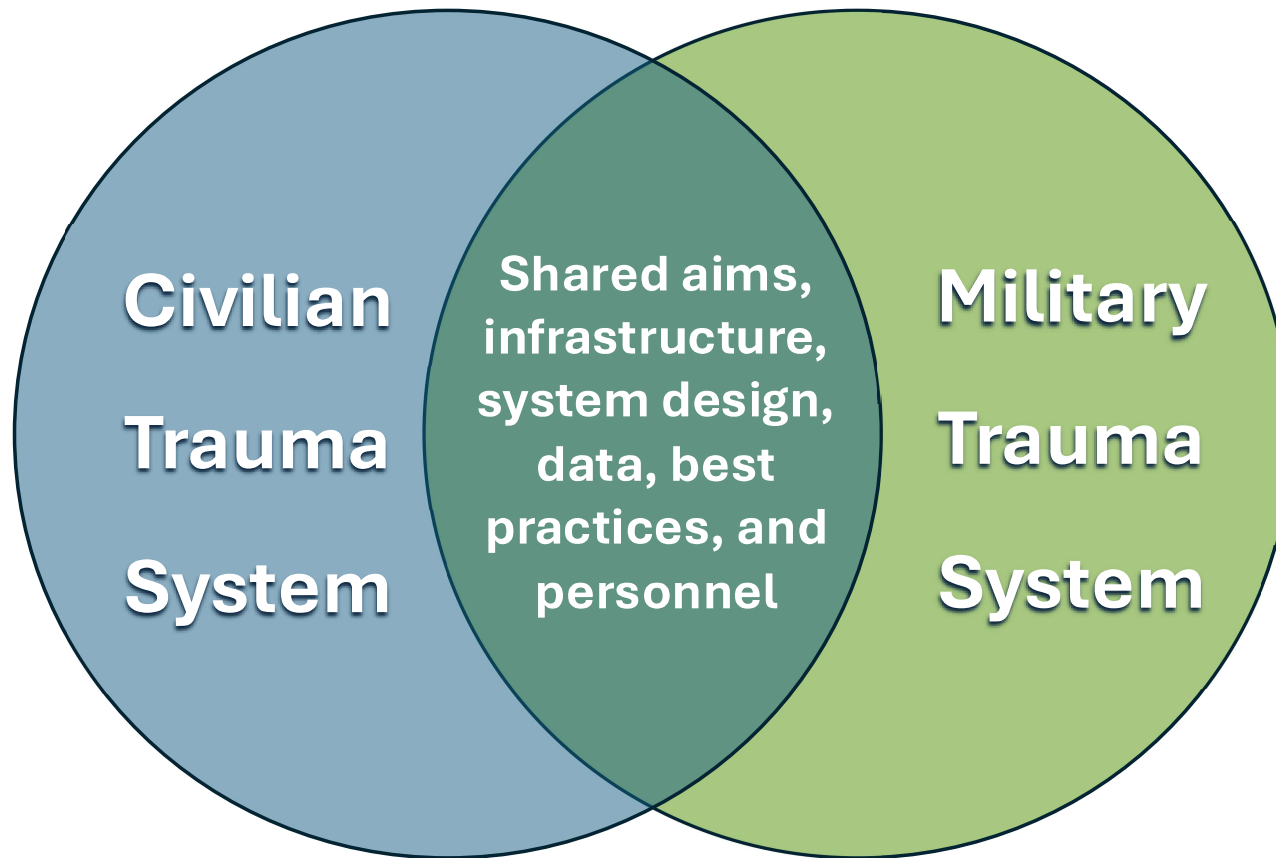 Civilian
Trauma
System
Shared aims,
infrastructure,
system design,
data, best
practices, and
personnel
Military
Trauma
System